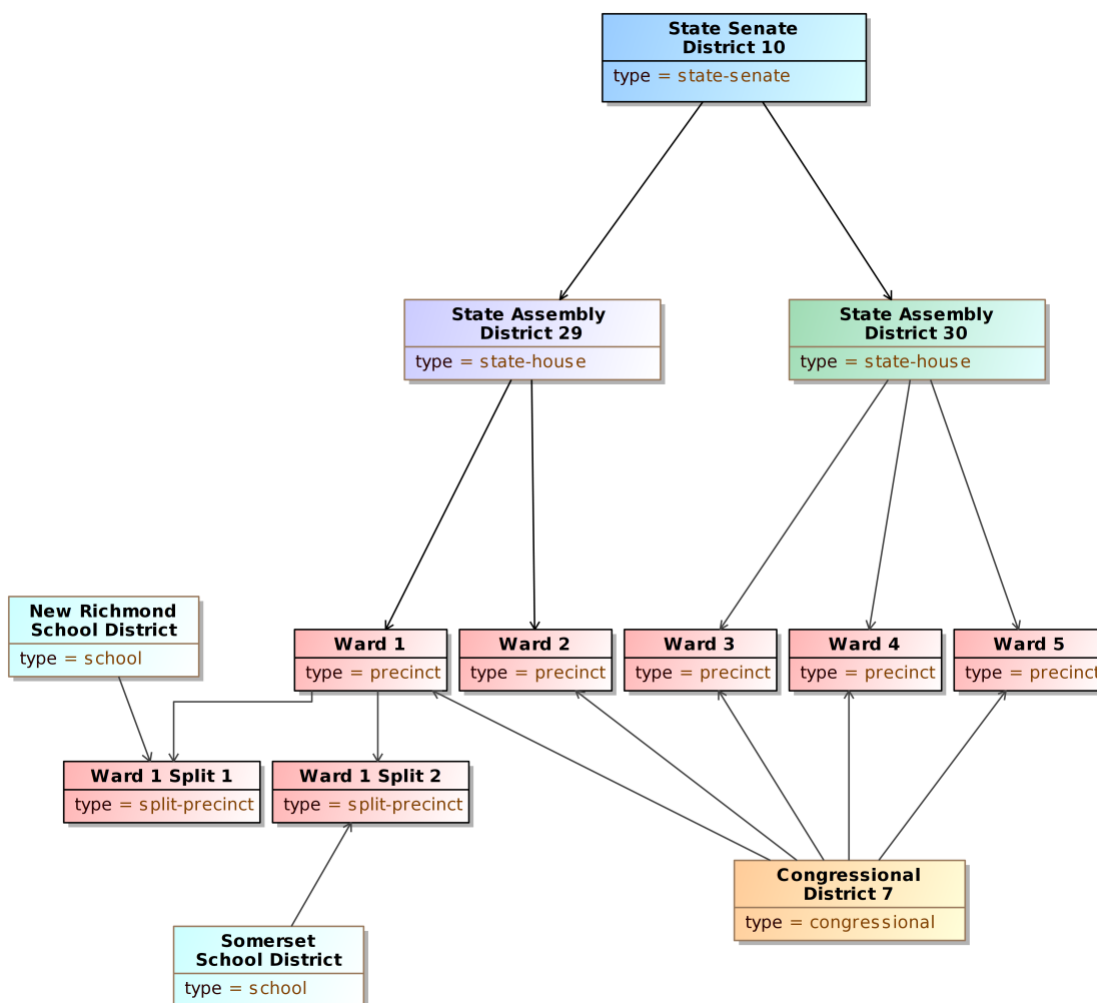 State Senate
District 10
type = state-senate
State Assembly
District 29
type = state-house
State Assembly
District 30
type = state-house
New Richmond
School District
type = school
Ward 1
type = precinct
Ward 2
type = precinct
Ward 3
type = precinct
Ward 4
type = precinct
Ward 5
type = precinct
Ward 1 Split 1
type = split-precinct
Ward 1 Split 2
type = split-precinct
Congressional
District 7
type = congressional
Somerset
School District
type = school